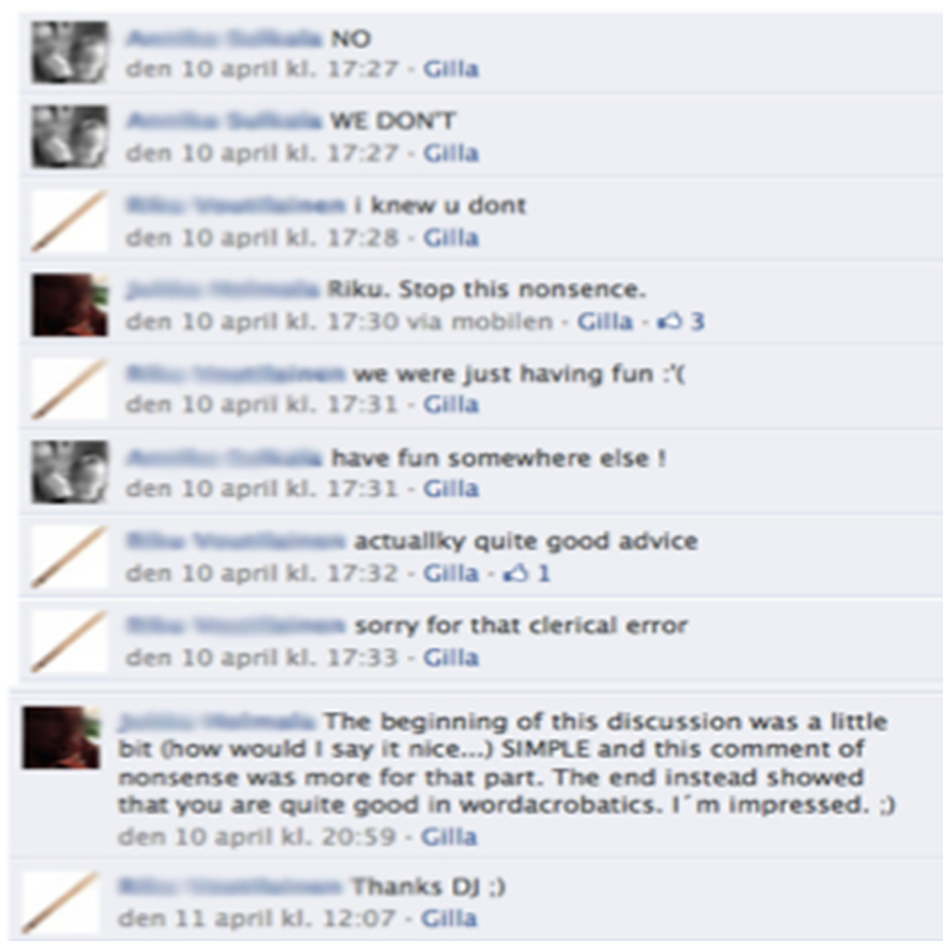 NO
den 10 april kl. 17:27 · Gilla
WE DON'T
den 10 april kl. 17:27 · Gilla
i knew u dont
den 10 april kl. 17:28 · Gilla
Riku. Stop this nonsence.
den 10 april kl. 17:30 via mobilen · Gilla · 3
we were just having fun :'(
den 10 april kl. 17:31 · Gilla
have fun somewhere else !
den 10 april kl. 17:31 · Gilla
actuallky quite good advice
den 10 april kl. 17:32 · Gilla · 1
sorry for that clerical error
den 10 april kl. 17:33 · Gilla
The beginning of this discussion was a little
bit (how would I say it nice...) SIMPLE and this comment of
nonsense was more for that part. The end instead showed
that you are quite good in wordacrobatics. I´m impressed. ;)
den 10 april kl. 20:59 · Gilla
Thanks DJ ;)
den 11 april kl. 12:07 · Gilla